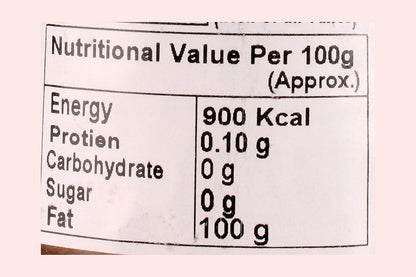 Nutritional Value Per 100g
(Approx.)
Energy 900 Kcal
Protien 0.10 g
Carbohydrate 0 g
Sugar 0 g
Fat 100 g